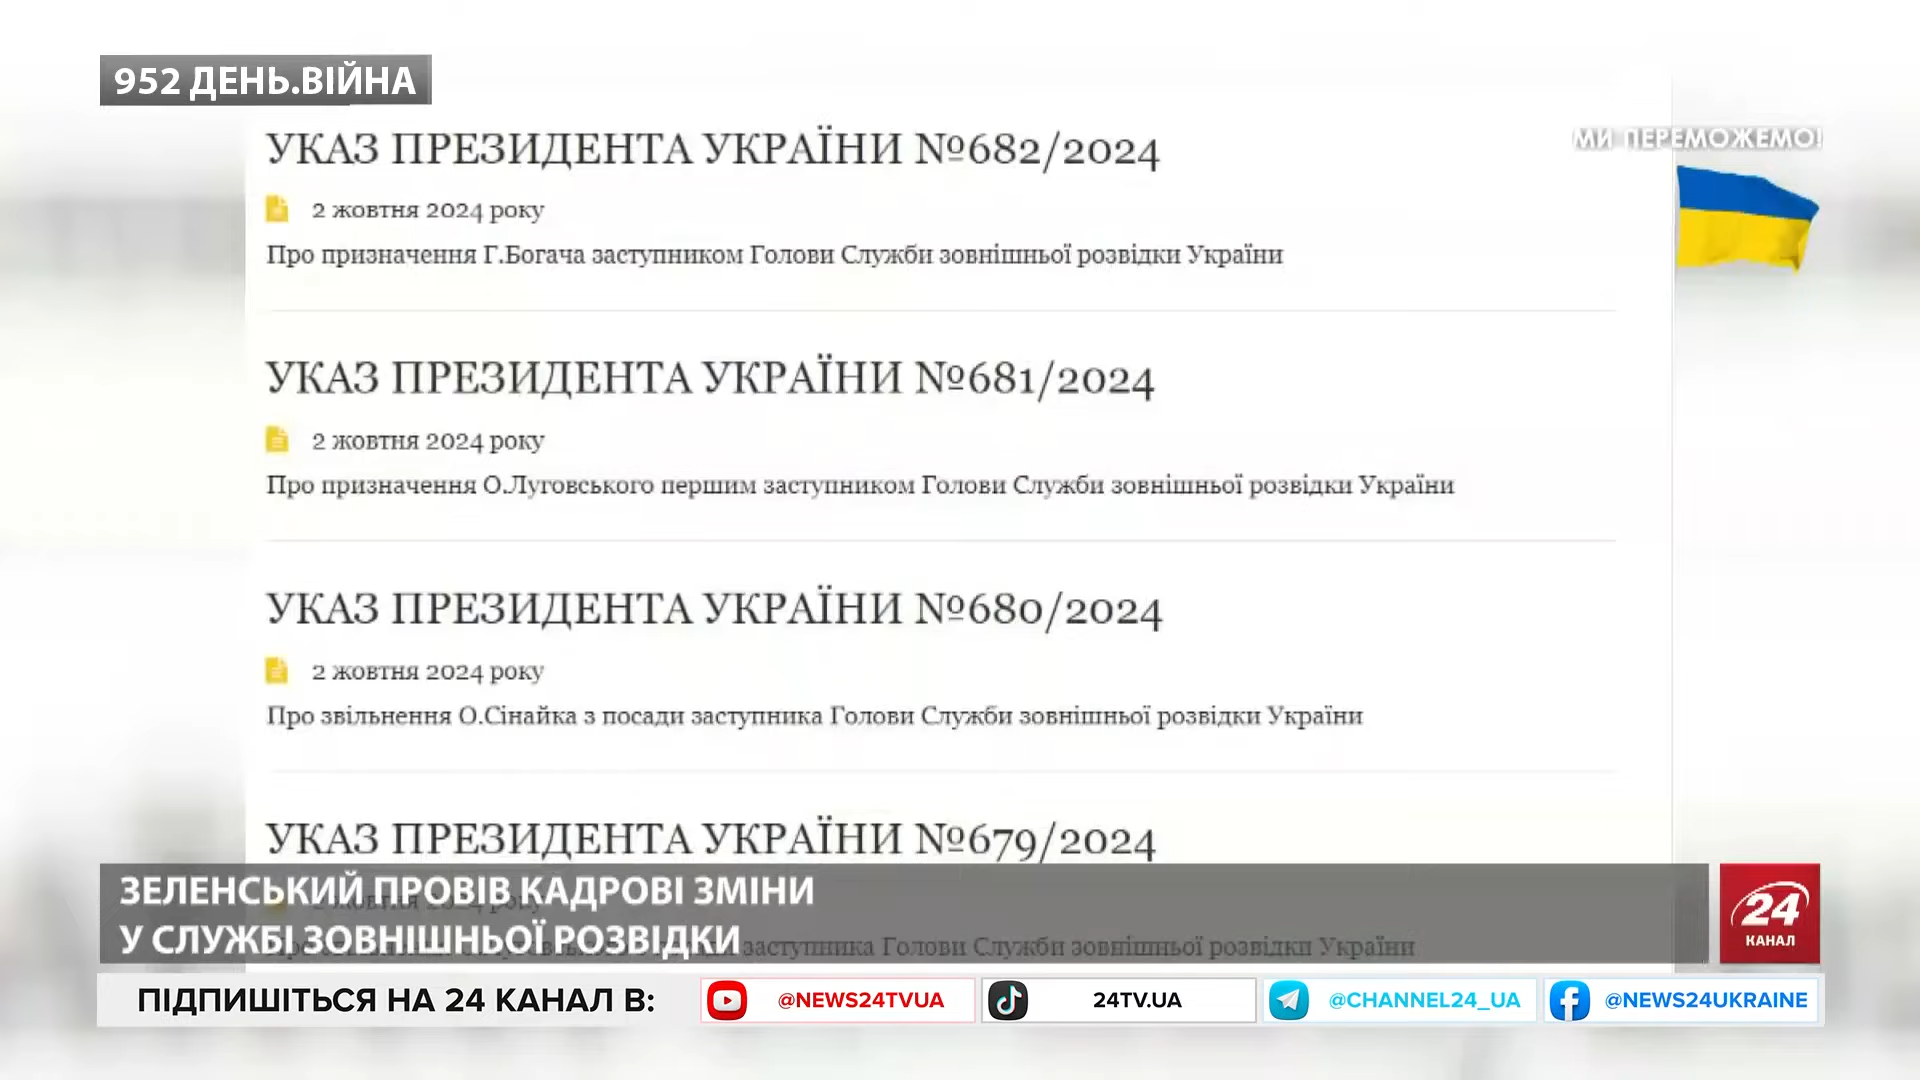 952 ДЕНЬ.ВІЙНА
МИ ПЕРЕМОЖЕМО!
УКАЗ ПРЕЗИДЕНТА УКРАЇНИ №682/2024
2 жовтня 2024 року
Про призначення Г.Богача заступником Голови Служби зовнішньої розвідки України
УКАЗ ПРЕЗИДЕНТА УКРАЇНИ №681/2024
2 жовтня 2024 року
Про призначення О.Луговського першим заступником Голови Служби зовнішньої розвідки України
УКАЗ ПРЕЗИДЕНТА УКРАЇНИ №680/2024
2 жовтня 2024 року
Про звільнення О.Сінайка з посади заступника Голови Служби зовнішньої розвідки України
УКАЗ ПРЕЗИДЕНТА УКРАЇНИ №679/2024
2 жовтня 2024 року
заступника Голови Служби зовнішньої розвідки України
ЗЕЛЕНСЬКИЙ ПРОВІВ КАДРОВІ ЗМІНИ
У СЛУЖБІ ЗОВНІШНЬОЇ РОЗВІДКИ
24
КАНАЛ
ПІДПИШІТЬСЯ НА 24 КАНАЛ В:
@NEWS24TVUA
24TV.UA
@CHANNEL24_UA
@NEWS24UKRAINE